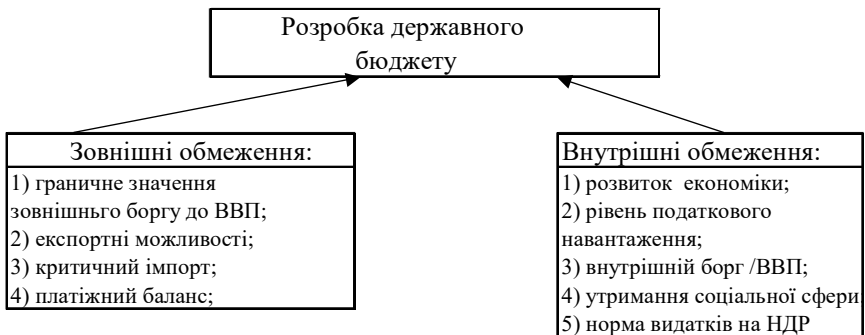 Розробка державного
бюджету
Зовнішні обмеження:
1) граничне значення
зовнішньго боргу до ВВП;
2) експортні можливості;
3) критичний імпорт;
4) платіжний баланс;
Внутрішні обмеження:
1) розвиток економіки;
2) рівень податкового
навантаження;
3) внутрішній борг /ВВП;
4) утримання соціальної сфери
5) норма видатків на НДР